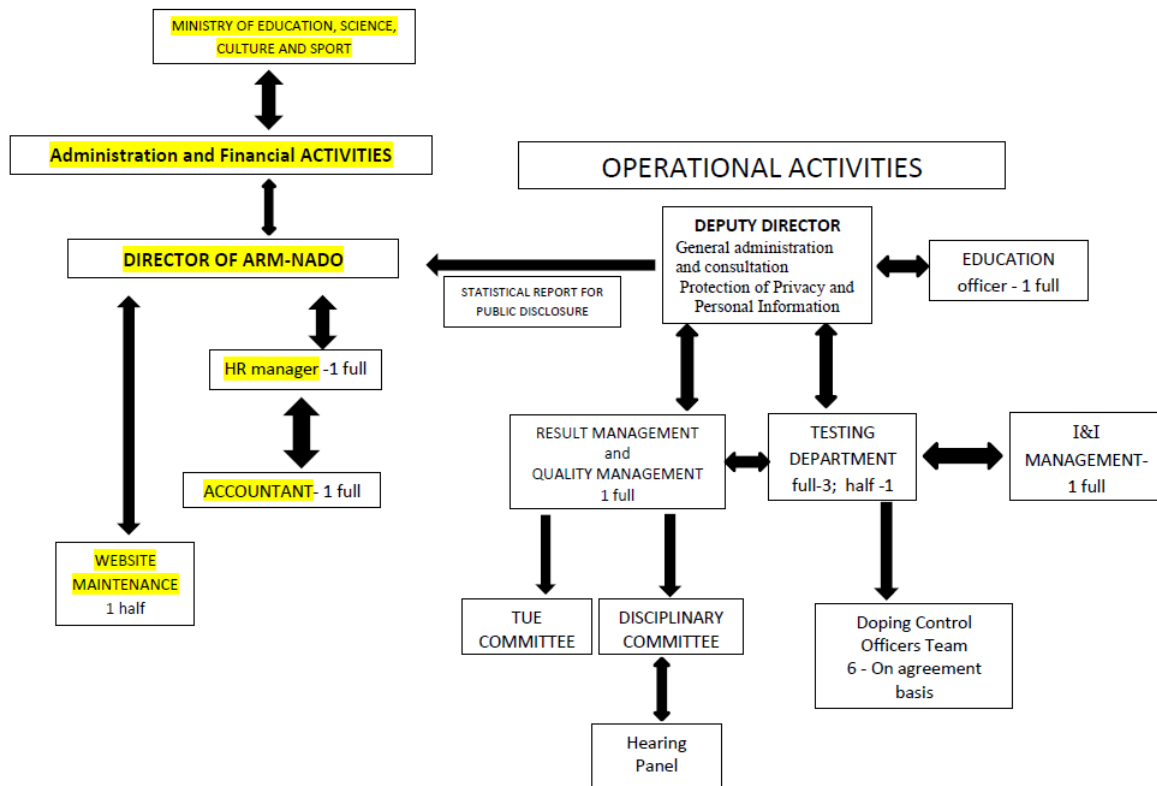 MINISTRY OF EDUCATION, SCIENCE,
CULTURE AND SPORT
Administration and Financial ACTIVITIES
OPERATIONAL ACTIVITIES
DIRECTOR OF ARM-NADO
DEPUTY DIRECTOR
General administration
and consultation
Protection of Privacy and
Personal Information
EDUCATION
officer - 1 full
STATISTICAL REPORT FOR
PUBLIC DISCLOSURE
HR manager -1 full
ACCOUNTANT- 1 full
WEBSITE
MAINTENANCE
1 half
RESULT MANAGEMENT
and
QUALITY MANAGEMENT
1 full
TESTING
DEPARTMENT
full-3; half -1
I&I
MANAGEMENT-
1 full
TUE
COMMITTEE
DISCIPLINARY
COMMITTEE
Doping Control
Officers Team
6 - On agreement
basis
Hearing
Panel